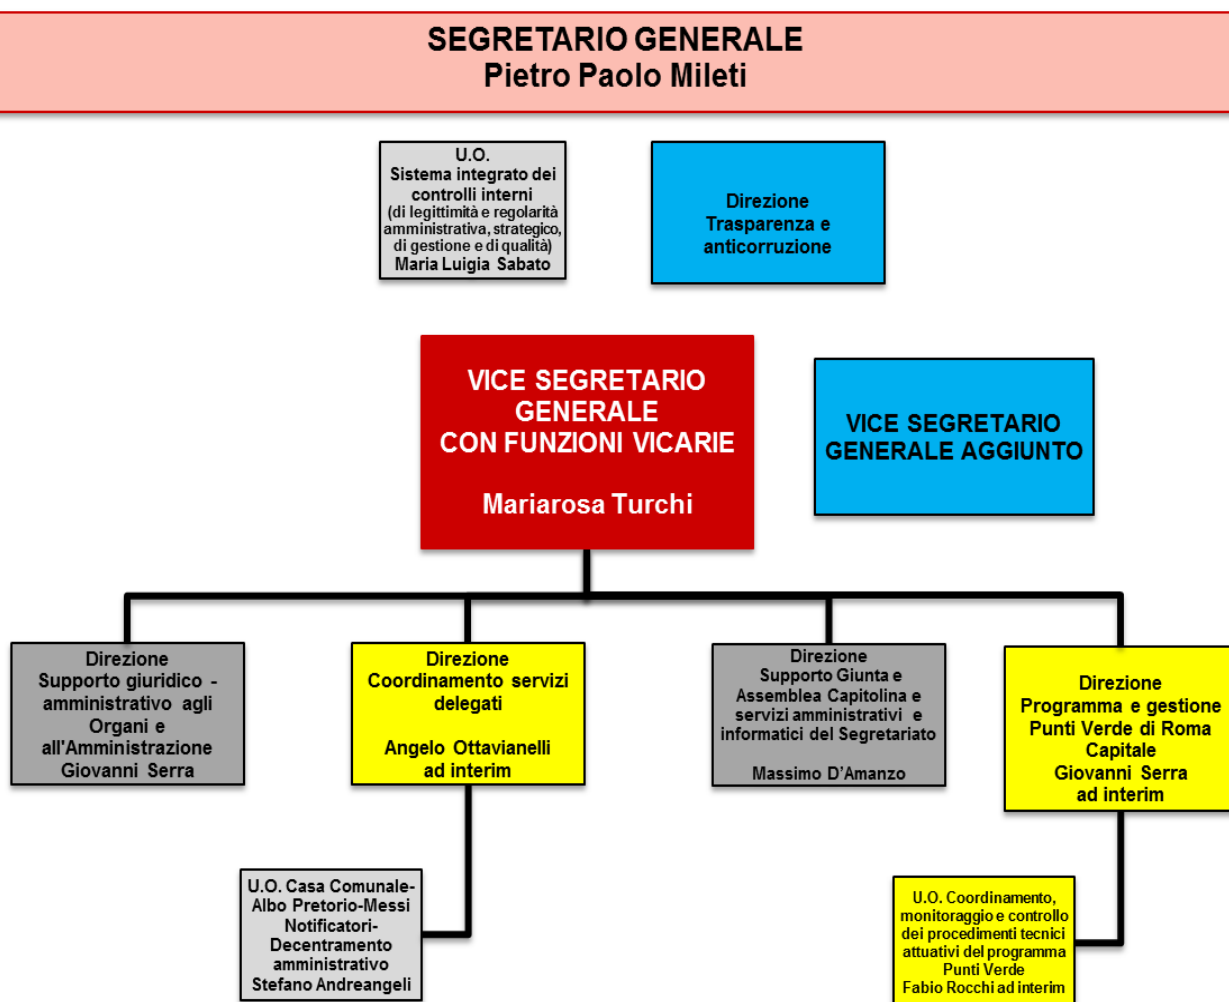 SEGRETARIO GENERALE
Pietro Paolo Mileti
U.O.
Sistema integrato dei
controlli interni
(di legittimità e regolarità
amministrativa, strategico,
di gestione e di qualità)
Maria Luigia Sabato
Direzione
Trasparenza e
anticorruzione
VICE SEGRETARIO
GENERALE
CON FUNZIONI VICARIE
Mariarosa Turchi
VICE SEGRETARIO
GENERALE AGGIUNTO
Direzione
Supporto giuridico -
amministrativo agli
Organi e
all'Amministrazione
Giovanni Serra
Direzione
Coordinamento servizi
delegati
Angelo Ottavianelli
ad interim
Direzione
Supporto Giunta e
Assemblea Capitolina e
servizi amministrativi e
informatici del Segretariato
Massimo D’Amanzo
Direzione
Programma e gestione
Punti Verde di Roma
Capitale
Giovanni Serra
ad interim
U.O. Casa Comunale-
Albo Pretorio-Messi
Notificatori-
Decentramento
amministrativo
Stefano Andreangeli
U.O. Coordinamento,
monitoraggio e controllo
dei procedimenti tecnici
attuativi del programma
Punti Verde
Fabio Rocchi ad interim